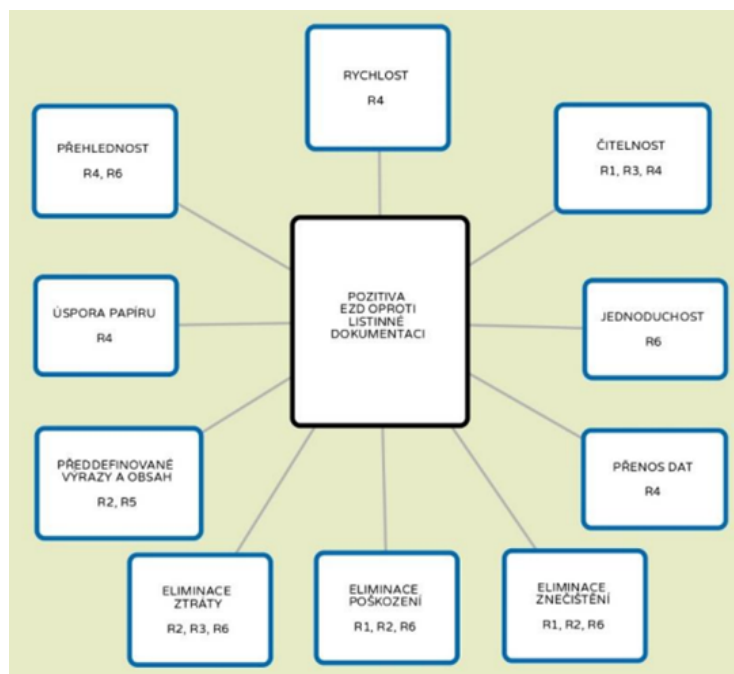 RYCHLOST
R4
PŘEHLEDNOST
R4, R6
ČITELNOST
R1, R3, R4
POZITIVA
EZD OPROTI
LISTINNÉ
DOKUMENTACI
ÚSPORA PAPÍRU
R4
JEDNODUCHOST
R6
PŘEDDEFINOVANÉ
VÝRAZY A OBSAH
R2, R5
PŘENOS DAT
R4
ELIMINACE
ZTRÁTY
R2, R3, R6
ELIMINACE
POŠKOZENÍ
R1, R2, R6
ELIMINACE
ZNEČIŠTĚNÍ
R1, R2, R6